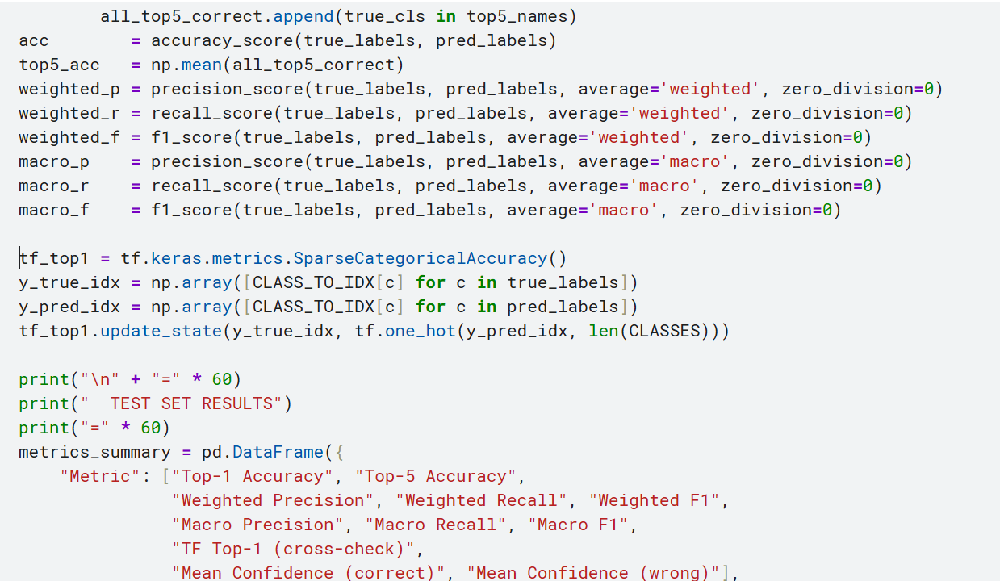 all_top5_correct.append(true_cls in top5_names)
acc        = accuracy_score(true_labels, pred_labels)
top5_acc   = np.mean(all_top5_correct)
weighted_p = precision_score(true_labels, pred_labels, average='weighted', zero_division=0)
weighted_r = recall_score(true_labels, pred_labels, average='weighted', zero_division=0)
weighted_f = f1_score(true_labels, pred_labels, average='weighted', zero_division=0)
macro_p    = precision_score(true_labels, pred_labels, average='macro', zero_division=0)
macro_r    = recall_score(true_labels, pred_labels, average='macro', zero_division=0)
macro_f    = f1_score(true_labels, pred_labels, average='macro', zero_division=0)

tf_top1 = tf.keras.metrics.SparseCategoricalAccuracy()
y_true_idx = np.array([CLASS_TO_IDX[c] for c in true_labels])
y_pred_idx = np.array([CLASS_TO_IDX[c] for c in pred_labels])
tf_top1.update_state(y_true_idx, tf.one_hot(y_pred_idx, len(CLASSES)))

print("\n" + "=" * 60)
print("  TEST SET RESULTS")
print("=" * 60)
metrics_summary = pd.DataFrame({
    "Metric": ["Top-1 Accuracy", "Top-5 Accuracy",
               "Weighted Precision", "Weighted Recall", "Weighted F1",
               "Macro Precision", "Macro Recall", "Macro F1",
               "TF Top-1 (cross-check)",
               "Mean Confidence (correct)", "Mean Confidence (wrong)"],